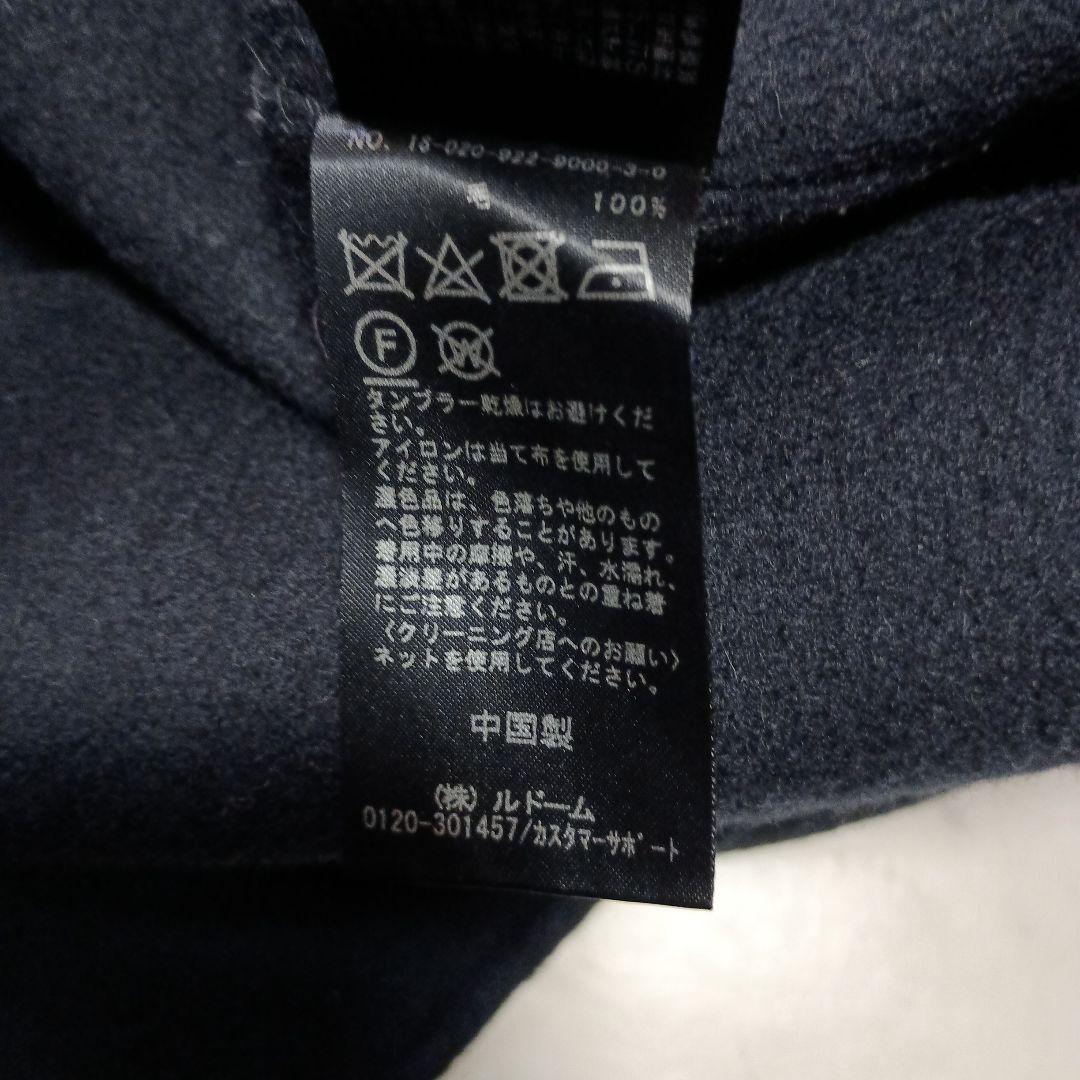 NO. 15-020-922-9000-3-0
毛 100%
F
W
タンブラー乾燥はお避けくだ
さい。
アイロンは当て布を使用して
ください。
濃色品は、色落ちや他のもの
へ色移りすることがあります。
着用中の摩擦や、汗、水濡れ、
濃淡差があるものとの重ね着
にご注意ください。
〈クリーニング店へのお願い〉
ネットを使用してください。
中国製
(株) ルドーム
0120-301457/カスタマーサポート